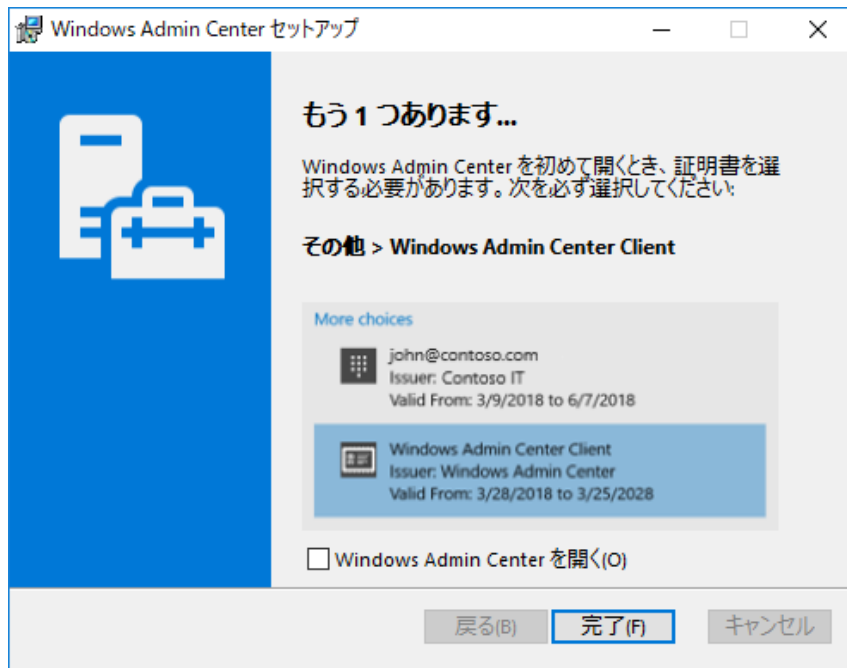 Windows Admin Center セットアップ
もう 1 つあります...
Windows Admin Center を初めて開くとき、証明書を選
択する必要があります。次を必ず選択してください:
その他 > Windows Admin Center Client
More choices
john@contoso.com
Issuer: Contoso IT
Valid From: 3/9/2018 to 6/7/2018
Windows Admin Center Client
Issuer: Windows Admin Center
Valid From: 3/28/2018 to 3/25/2028
Windows Admin Center を開く(O)
戻る(B) 完了(F) キャンセル